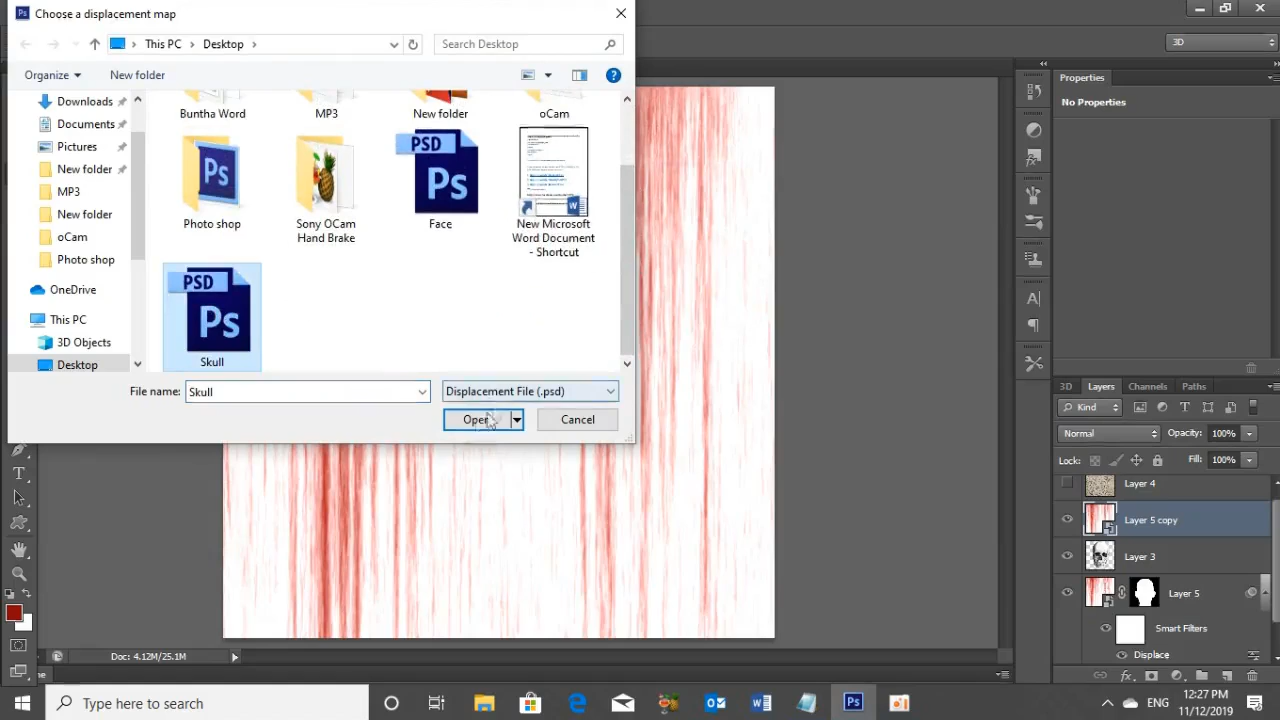 Ps Choose a displacement map
This PC Desktop
Search Desktop
Organize
New folder
Downloads
Documents
Pictures
New folder
MP3
New folder
oCam
Photo shop
OneDrive
This PC
3D Objects
Desktop
Buntha Word
MP3
New folder
oCam
Ps
Photo shop
Sony OCam
Hand Brake
PSD
Ps
Face
New Microsoft
Word Document
- Shortcut
PSD
Ps
Skull
File name: Skull
Displacement File (.psd)
Open
Cancel
3D
Properties
No Properties
3D Layers Channels Paths
Kind
Normal
Opacity: 100%
Lock:
Fill: 100%
Layer 4
Layer 5 copy
Layer 3
Layer 5
Smart Filters
Displace
Doc: 4.12M/25.1M
Type here to search
ENG
12:27 PM
11/12/2019